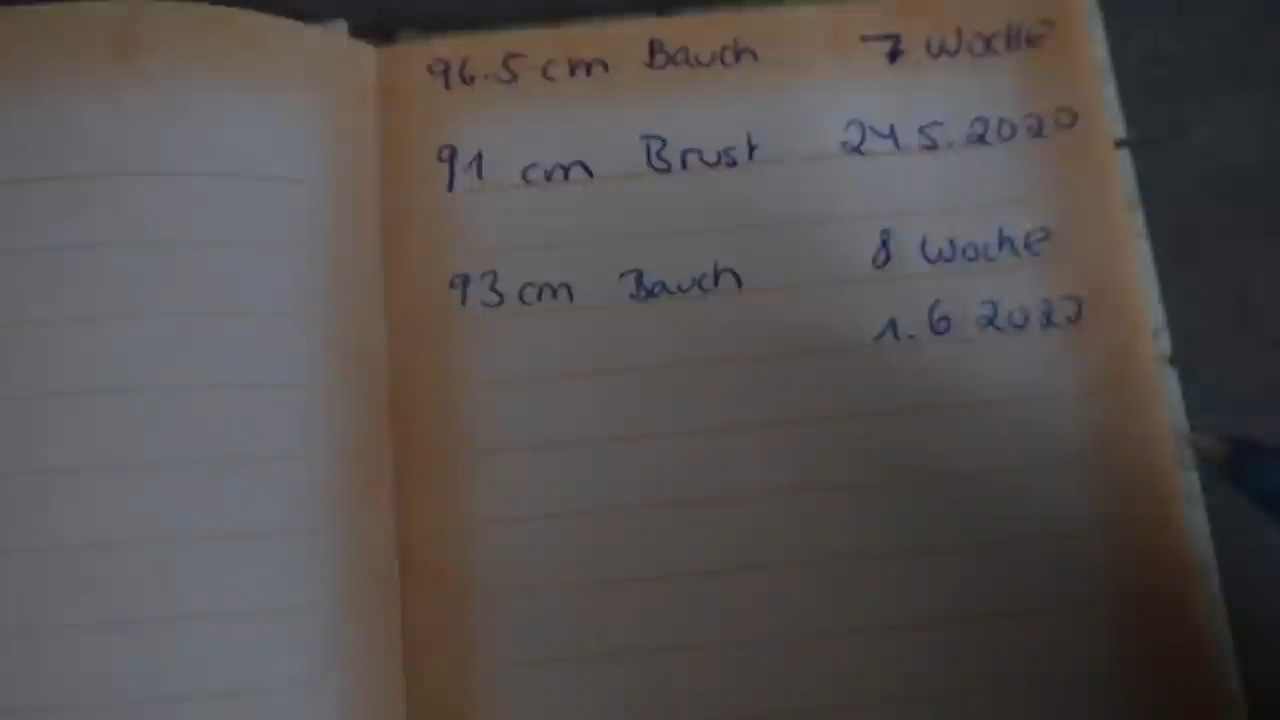 96.5 cm Bauch 7 Woche
91 cm Brust 24 5.2020
8 Woche
93 cm Bauch
1.6 2020